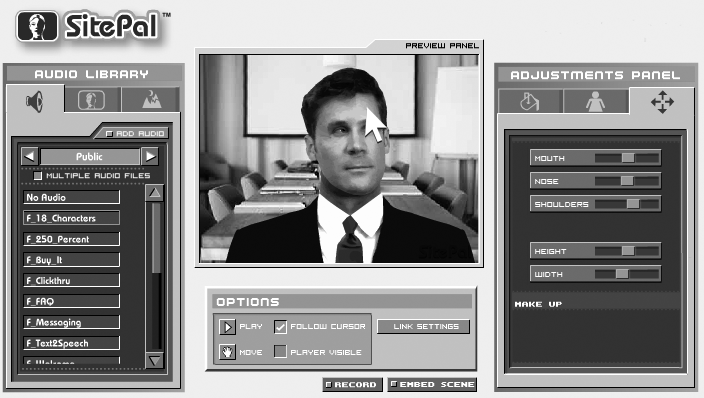 SitePal™
PREVIEW PANEL
AUDIO LIBRARY
ADD AUDIO
Public
MULTIPLE AUDIO FILES
No Audio
F_18_Characters
F_250_Percent
F_Buy_It
F_Clickthru
F_FAQ
F_Messaging
F_Text2Speech
F_Welcome
OPTIONS
PLAY
FOLLOW CURSOR
LINK SETTINGS
MOVE
PLAYER VISIBLE
RECORD
EMBED SCENE
ADJUSTMENTS PANEL
MOUTH
NOSE
SHOULDERS
HEIGHT
WIDTH
MAKE UP